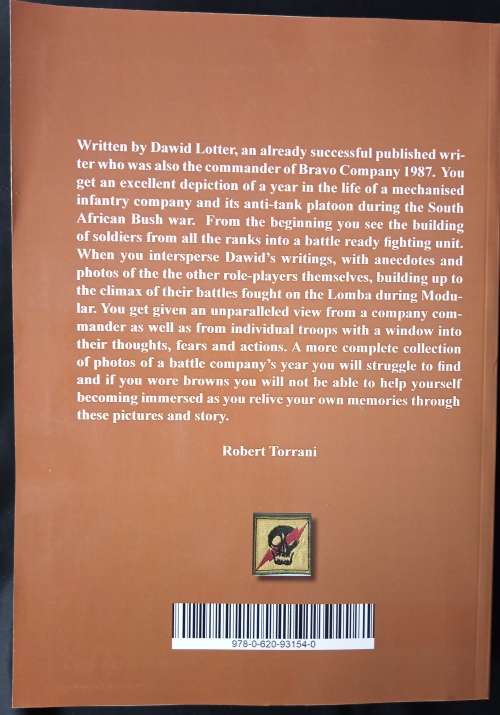 Written by Dawid Lotter, an already successful published wri-
ter who was also the commander of Bravo Company 1987. You
get an excellent depiction of a year in the life of a mechanised
infantry company and its anti-tank platoon during the South
African Bush war. From the beginning you see the building
of soldiers from all the ranks into a battle ready fighting unit.
When you intersperse Dawid's writings, with anecdotes and
photos of the the other role-players themselves, building up to
the climax of their battles fought on the Lomba during Modu-
lar. You get given an unparalleled view from a company com-
mander as well as from individual troops with a window into
their thoughts, fears and actions. A more complete collection
of photos of a battle company's year you will struggle to find
and if you wore browns you will not be able to help yourself
becoming immersed as you relive your own memories through
these pictures and story.
Robert Torrani
978-0-620-93154-0